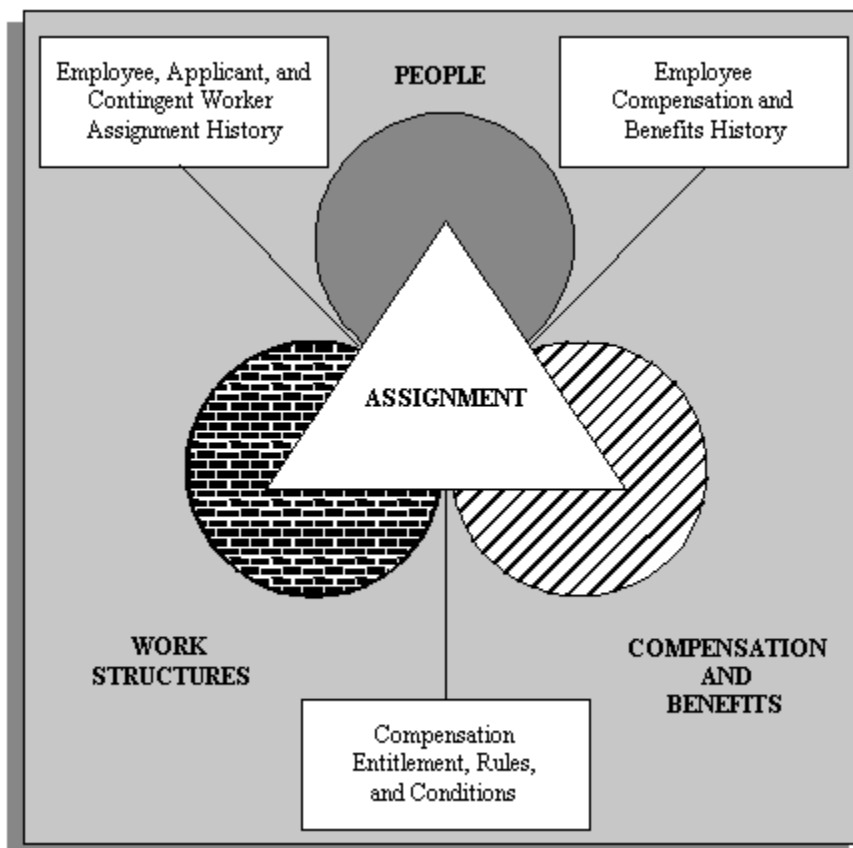 Employee, Applicant, and
Contingent Worker
Assignment History
PEOPLE
Employee
Compensation and
Benefits History
ASSIGNMENT
WORK
STRUCTURES
COMPENSATION
AND
BENEFITS
Compensation
Entitlement, Rules,
and Conditions